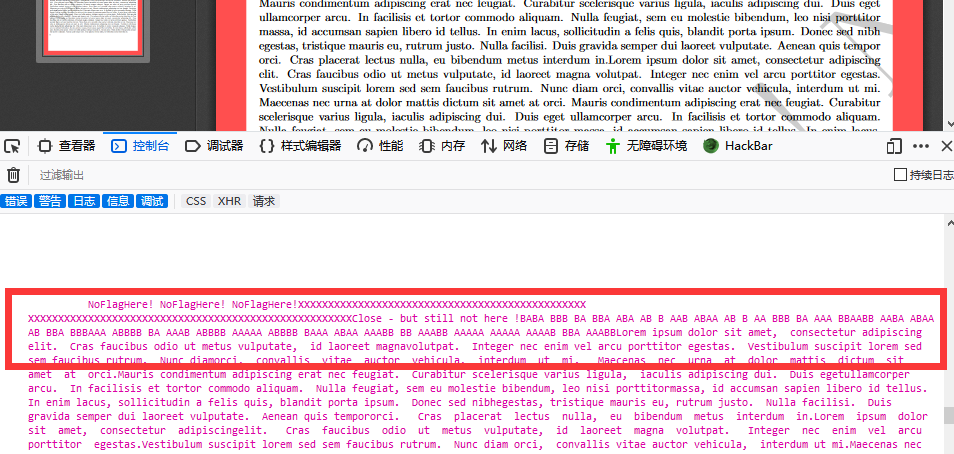 Mauris condimentum adipiscing erat nec feugiat. Curabitur scelerisque varius ligula, iaculis adipiscing dui. Duis eget
ullamcorper arcu. In facilisis et tortor commodo aliquam. Nulla feugiat, sem eu molestie bibendum, leo nisi porttitor
massa, id accumsan sapien libero id tellus. In enim lacus, sollicitudin a felis quis, blandit porta ipsum. Donec sed nibh
egestas, tristique mauris eu, rutrum justo. Nulla facilisi. Duis gravida semper dui laoreet vulputate. Aenean quis tempor
orci. Cras placerat lectus nulla, eu bibendum metus interdum in.Lorem ipsum dolor sit amet, consectetur adipiscing
elit. Cras faucibus odio ut metus vulputate, id laoreet magna volutpat. Integer nec enim vel arcu porttitor egestas.
Vestibulum suscipit lorem sed sem faucibus rutrum. Nunc diam orci, convallis vitae auctor vehicula, interdum ut mi.
Maecenas nec urna at dolor mattis dictum sit amet at orci. Mauris condimentum adipiscing erat nec feugiat. Curabitur
scelerisque varius ligula, iaculis adipiscing dui. Duis eget ullamcorper arcu. In facilisis et tortor commodo aliquam.
Nulla feugiat, sem eu molestie bibendum, leo nisi porttitor massa, id accumsan sapien libero id tellus. In enim lacus,
查看器 控制台 调试器 样式编辑器 性能 内存 网络 存储 无障碍环境 HackBar
过滤输出 持续日志
错误 警告 日志 信息 调试 CSS XHR 请求
NoFlagHere! NoFlagHere! NoFlagHere!XXXXXXXXXXXXXXXXXXXXXXXXXXXXXXXXXXXXXXXXXXXXXXXX
XXXXXXXXXXXXXXXXXXXXXXXXXXXXXXXXXXXXXXXXXXXXXXXXXXXXXXClose - but still not here !BABA BBB BA BBA ABA AB B AAB ABAA AB B AA BBB BA AAA BBAABB AABA ABAA
AB BBA BBBAAA ABBBB BA AAAB ABBBB AAAAA ABBBB BAAA ABAA AAABB BB AAABB AAAAA AAAAA AAAAB BBA AAABBLorem ipsum dolor sit amet, consectetur adipiscing
elit. Cras faucibus odio ut metus vulputate, id laoreet magnavolutpat. Integer nec enim vel arcu porttitor egestas. Vestibulum suscipit lorem sed
sem faucibus rutrum. Nunc diamorci, convallis vitae auctor vehicula, interdum ut mi. Maecenas nec urna at dolor mattis dictum sit
amet at orci.Mauris condimentum adipiscing erat nec feugiat. Curabitur scelerisque varius ligula, iaculis adipiscing dui. Duis egetullamcorper
arcu. In facilisis et tortor commodo aliquam. Nulla feugiat, sem eu molestie bibendum, leo nisi porttitormassa, id accumsan sapien libero id tellus.
In enim lacus, sollicitudin a felis quis, blandit porta ipsum. Donec sed nibhegestas, tristique mauris eu, rutrum justo. Nulla facilisi. Duis
gravida semper dui laoreet vulputate. Aenean quis tempororci. Cras placerat lectus nulla, eu bibendum metus interdum in.Lorem ipsum dolor
sit amet, consectetur adipiscingelit. Cras faucibus odio ut metus vulputate, id laoreet magna volutpat. Integer nec enim vel arcu
porttitor egestas.Vestibulum suscipit lorem sed sem faucibus rutrum. Nunc diam orci, convallis vitae auctor vehicula, interdum ut mi.Maecenas nec